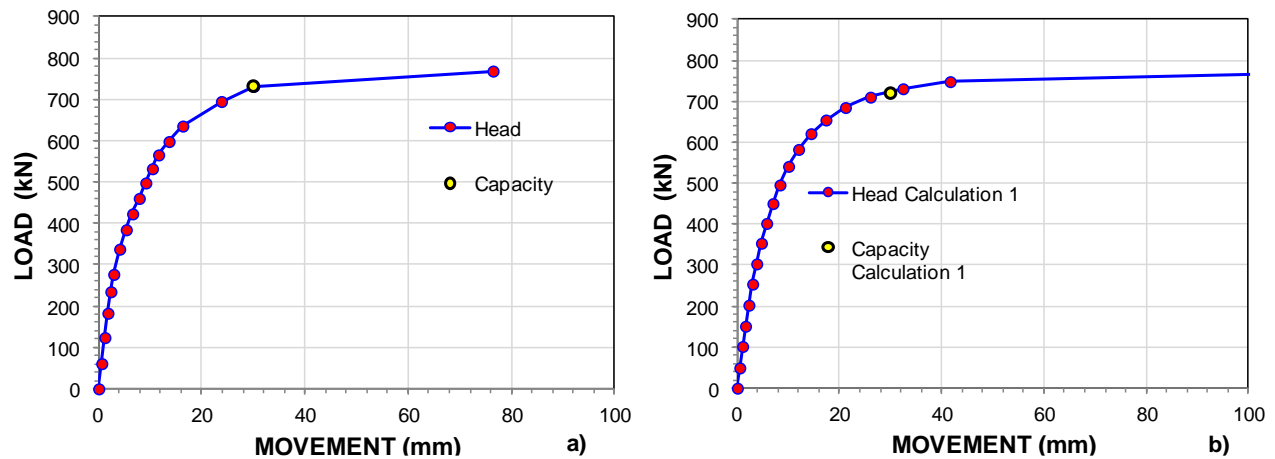 900
800
700
600
500
400
300
200
100
0
LOAD (kN)
Head
Capacity
0 20 40 60 80 100
MOVEMENT (mm)
a)
900
800
700
600
500
400
300
200
100
0
LOAD (kN)
Head Calculation 1
Capacity
Calculation 1
0 20 40 60 80 100
MOVEMENT (mm)
b)